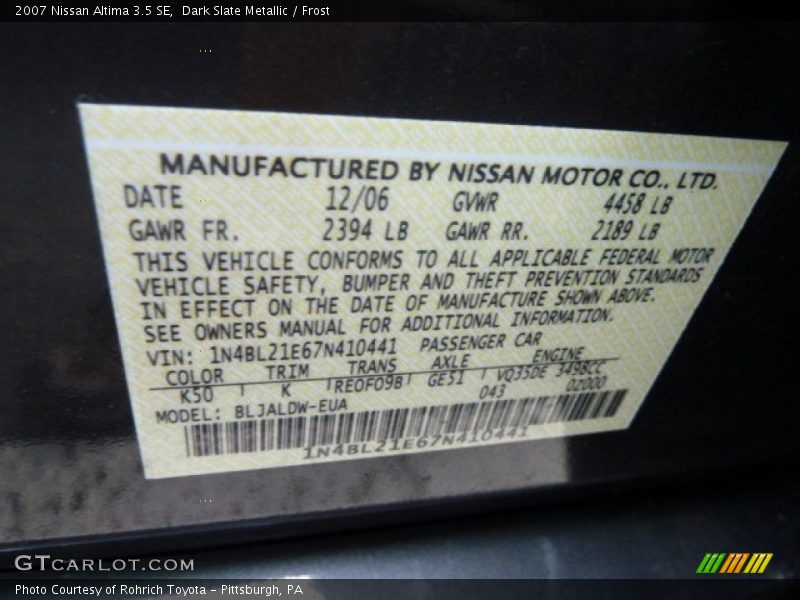 2007 Nissan Altima 3.5 SE,  Dark Slate Metallic / Frost
MANUFACTURED BY NISSAN MOTOR CO., LTD.
DATE 12/06 GVWR 4458 LB
GAWR FR. 2394 LB GAWR RR. 2189 LB
THIS VEHICLE CONFORMS TO ALL APPLICABLE FEDERAL MOTOR
VEHICLE SAFETY, BUMPER AND THEFT PREVENTION STANDARDS
IN EFFECT ON THE DATE OF MANUFACTURE SHOWN ABOVE.
SEE OWNERS MANUAL FOR ADDITIONAL INFORMATION.
VIN: 1N4BL21E67N410441 PASSENGER CAR
COLOR TRIM TRANS AXLE ENGINE
K50 K RE0F09B GE51 VQ35DE 3498CC
043 0Z000
MODEL: BLJALDW-EUA
1N4BL21E67N410441
GTCARLOT.COM
Photo Courtesy of Rohrich Toyota - Pittsburgh, PA